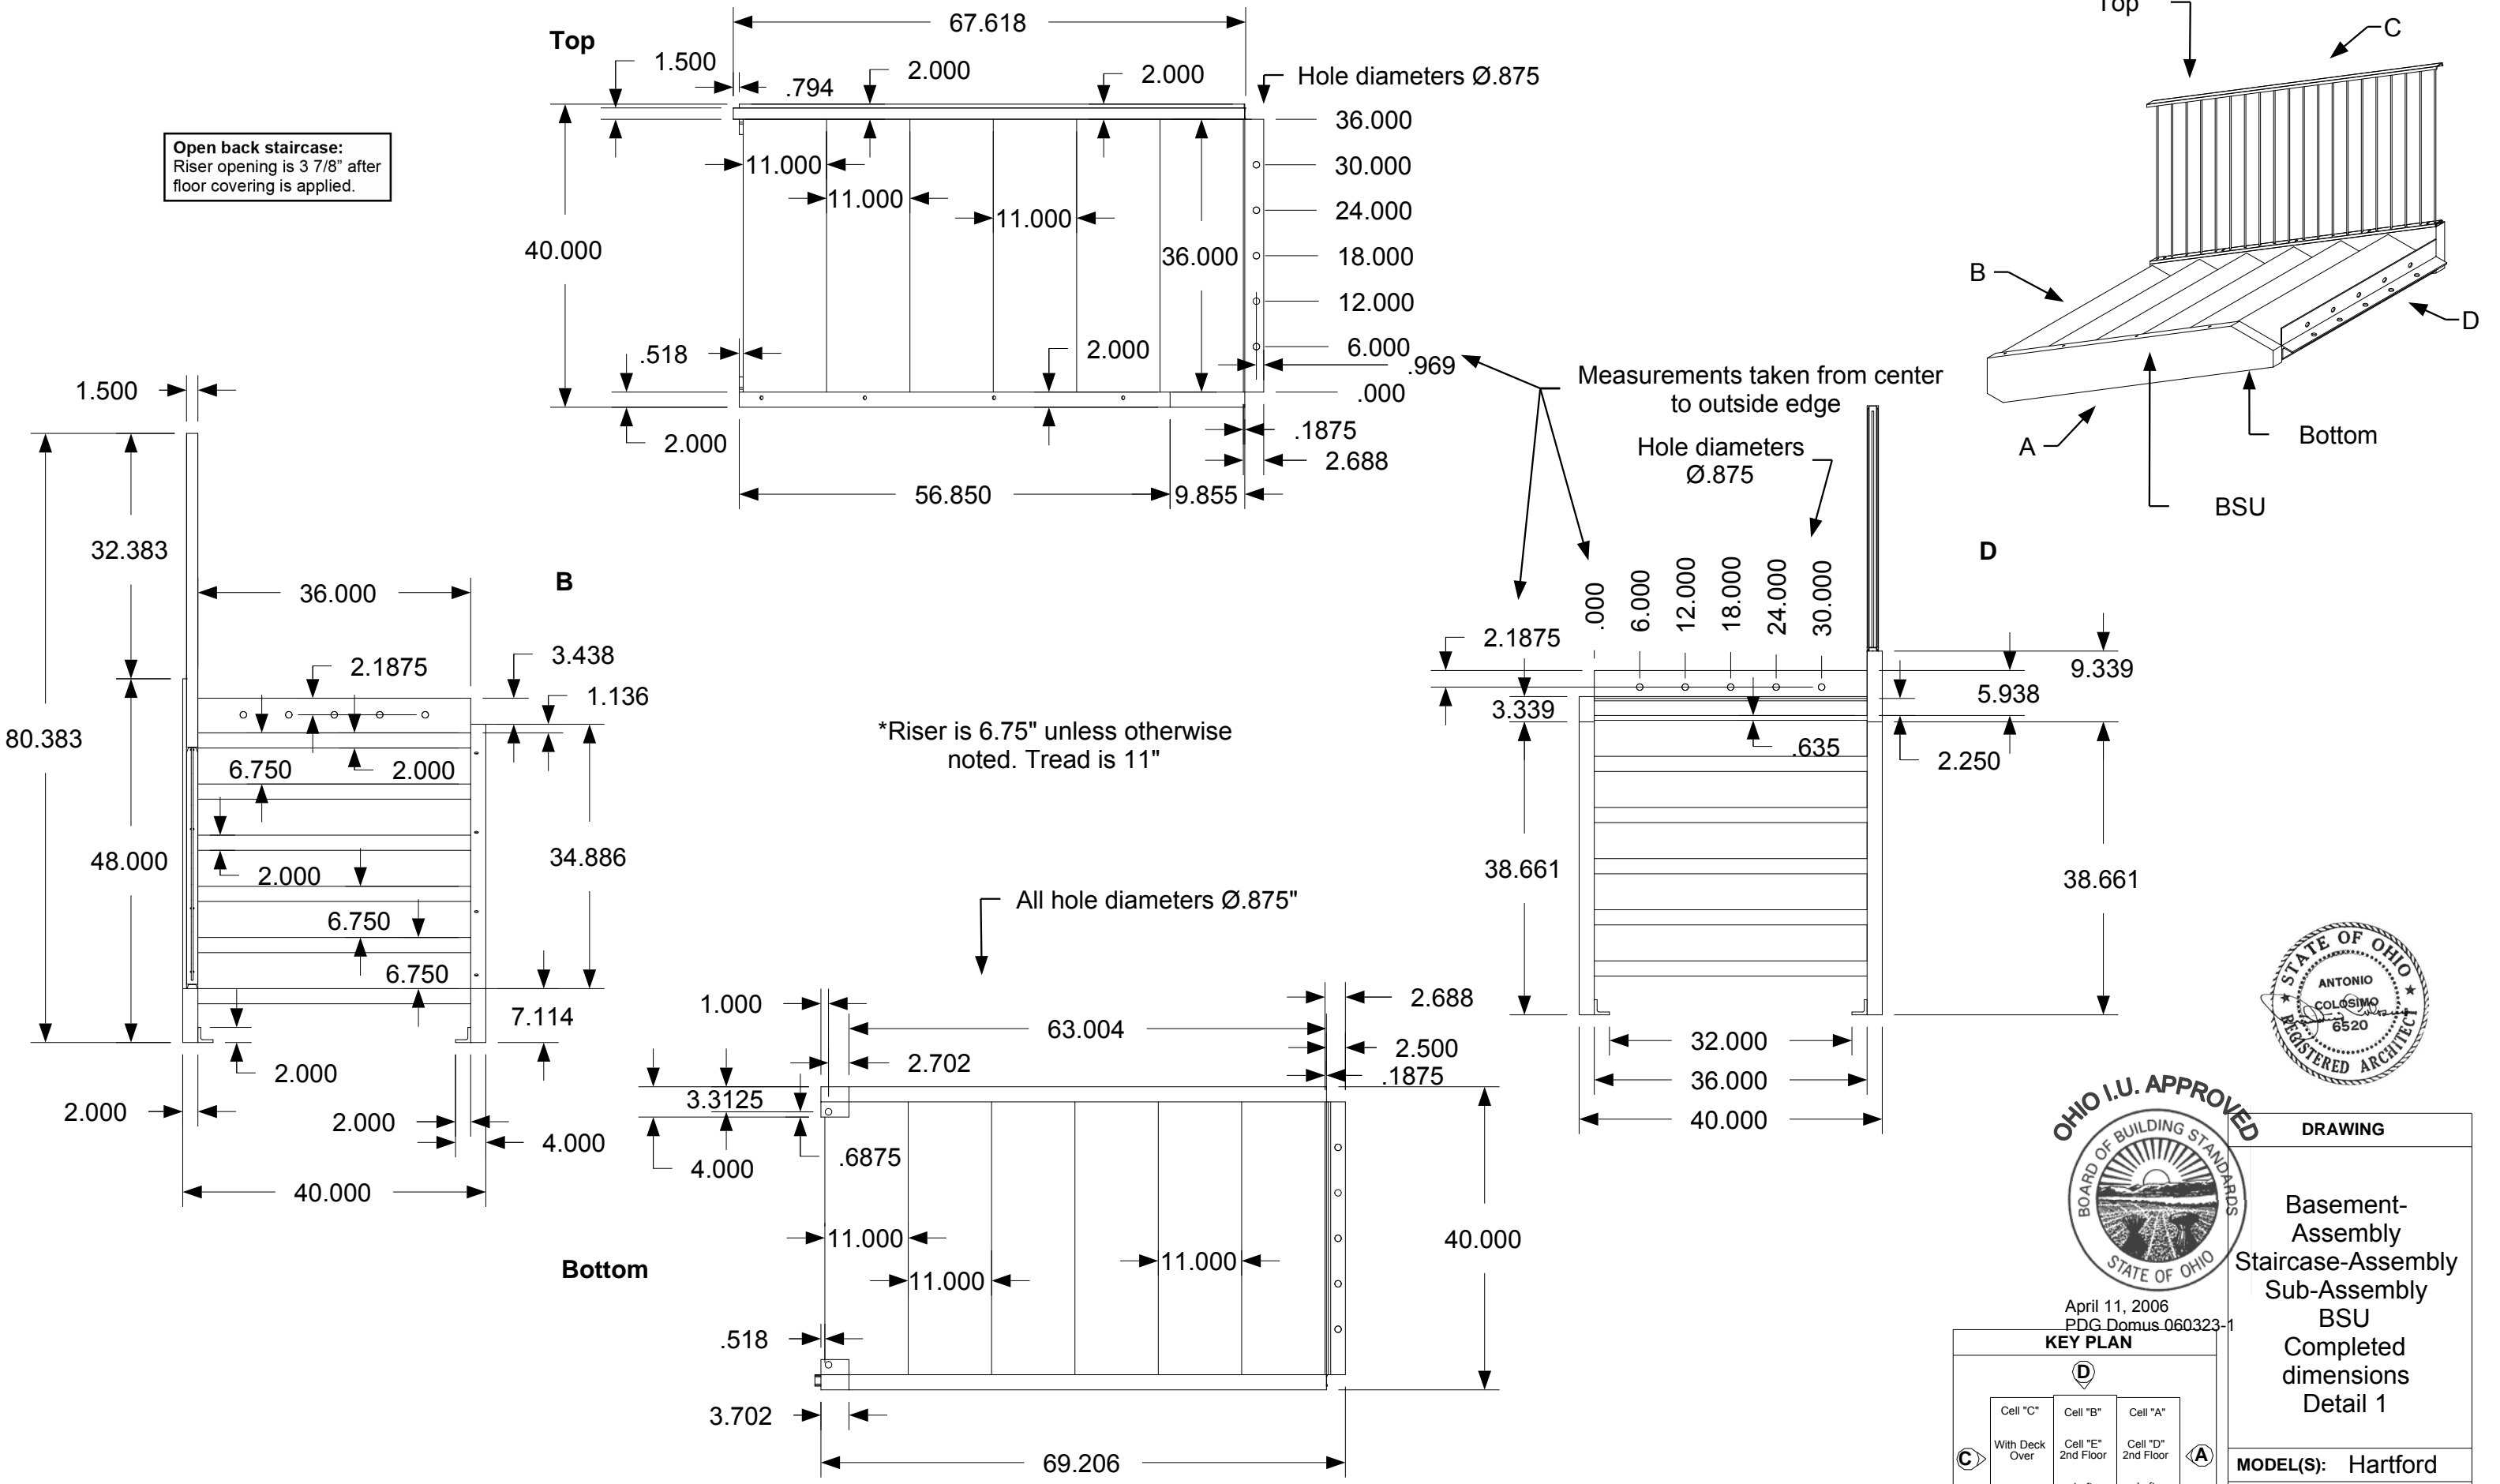 Top
67.618
1.500
.794
2.000
2.000
Hole diameters Ø.875
36.000
30.000
24.000
18.000
12.000
6.000
.969
.000
11.000
11.000
11.000
40.000
36.000
.518
2.000
2.000
.1875
2.688
56.850
9.855
Open back staircase:
Riser opening is 3 7/8" after
floor covering is applied.
Top
C
B
D
A
Bottom
BSU
Measurements taken from center
to outside edge
Hole diameters
Ø.875
B
1.500
32.383
36.000
80.383
48.000
2.1875
3.438
1.136
6.750
2.000
2.000
34.886
6.750
6.750
7.114
2.000
2.000
2.000
4.000
40.000
*Riser is 6.75" unless otherwise
noted. Tread is 11"
D
.000
6.000
12.000
18.000
24.000
30.000
2.1875
3.339
9.339
5.938
.635
2.250
38.661
38.661
32.000
36.000
40.000
All hole diameters Ø.875"
1.000
63.004
2.688
2.702
2.500
.1875
3.3125
.6875
4.000
11.000
11.000
11.000
40.000
Bottom
.518
3.702
69.206
STATE OF OHIO
ANTONIO
COLOSIMO
6520
REGISTERED ARCHITECT
OHIO I.U. APPROVED
BOARD OF BUILDING STANDARDS
STATE OF OHIO
April 11, 2006
PDG Domus 060323-1
KEY PLAN
D
Cell "C"
Cell "B"
Cell "A"
With Deck
Over
Cell "E"
2nd Floor
Cell "D"
2nd Floor
C
A
DRAWING
Basement-
Assembly
Staircase-Assembly
Sub-Assembly
BSU
Completed
dimensions
Detail 1
MODEL(S): Hartford